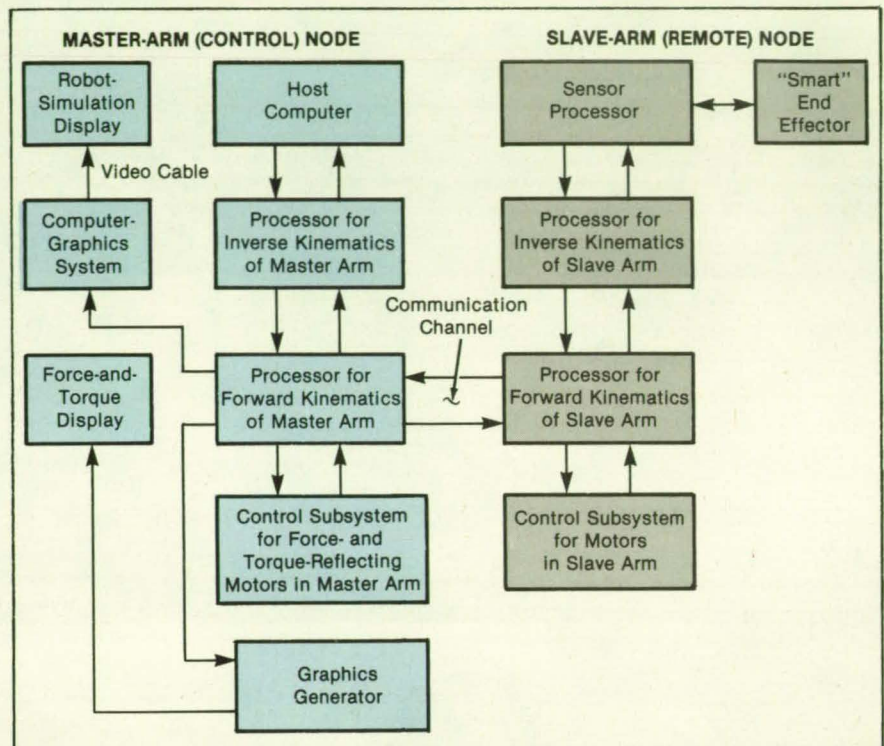 MASTER-ARM (CONTROL) NODE
SLAVE-ARM (REMOTE) NODE
Robot-
Simulation
Display
Host
Computer
Sensor
Processor
"Smart"
End
Effector
Video Cable
Computer-
Graphics
System
Processor for
Inverse Kinematics
of Master Arm
Processor for
Inverse Kinematics
of Slave Arm
Communication
Channel
Force-and-
Torque
Display
Processor for
Forward Kinematics
of Master Arm
Processor for
Forward Kinematics
of Slave Arm
Control Subsystem
for Force- and
Torque-Reflecting
Motors in Master Arm
Control Subsystem
for Motors
in Slave Arm
Graphics
Generator